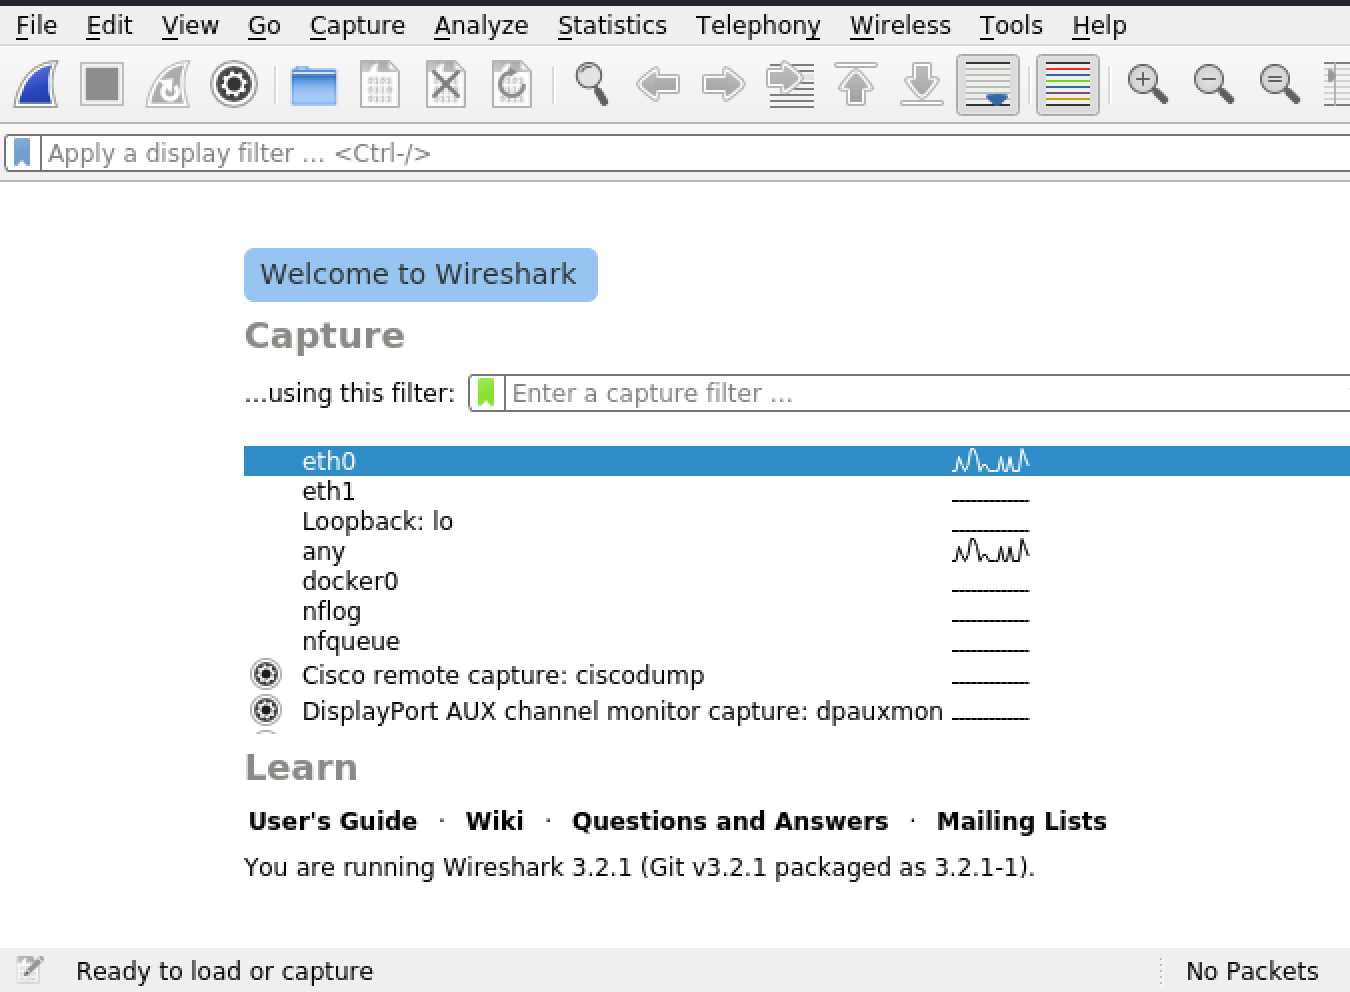 File Edit View Go Capture Analyze Statistics Telephony Wireless Tools Help
Apply a display filter ... <Ctrl-/>
Welcome to Wireshark
Capture
...using this filter: Enter a capture filter ...
eth0
eth1
Loopback: lo
any
docker0
nflog
nfqueue
Cisco remote capture: ciscodump
DisplayPort AUX channel monitor capture: dpauxmon
Learn
User's Guide · Wiki · Questions and Answers · Mailing Lists
You are running Wireshark 3.2.1 (Git v3.2.1 packaged as 3.2.1-1).
Ready to load or capture No Packets